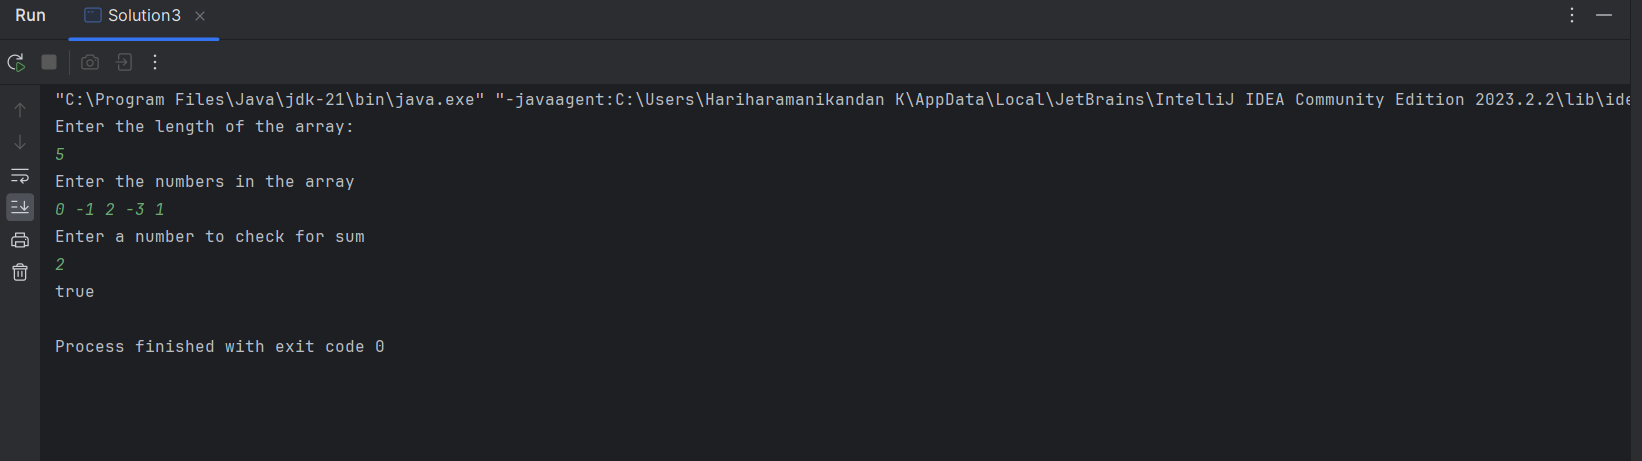 Run Solution3
"C:\Program Files\Java\jdk-21\bin\java.exe" "-javaagent:C:\Users\Hariharamanikandan K\AppData\Local\JetBrains\IntelliJ IDEA Community Edition 2023.2.2\lib\ide
Enter the length of the array:
5
Enter the numbers in the array
0 -1 2 -3 1
Enter a number to check for sum
2
true
Process finished with exit code 0